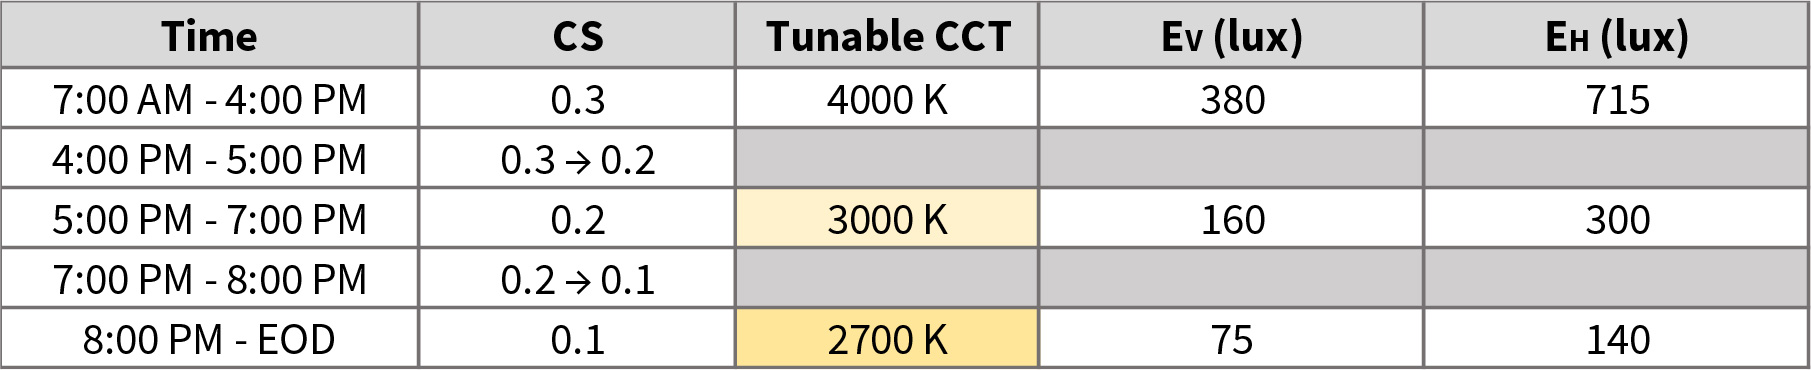 Time CS Tunable CCT Ev (lux) EH (lux)
7:00 AM - 4:00 PM 0.3 4000 K 380 715
4:00 PM - 5:00 PM 0.3 → 0.2
5:00 PM - 7:00 PM 0.2 3000 K 160 300
7:00 PM - 8:00 PM 0.2 → 0.1
8:00 PM - EOD 0.1 2700 K 75 140